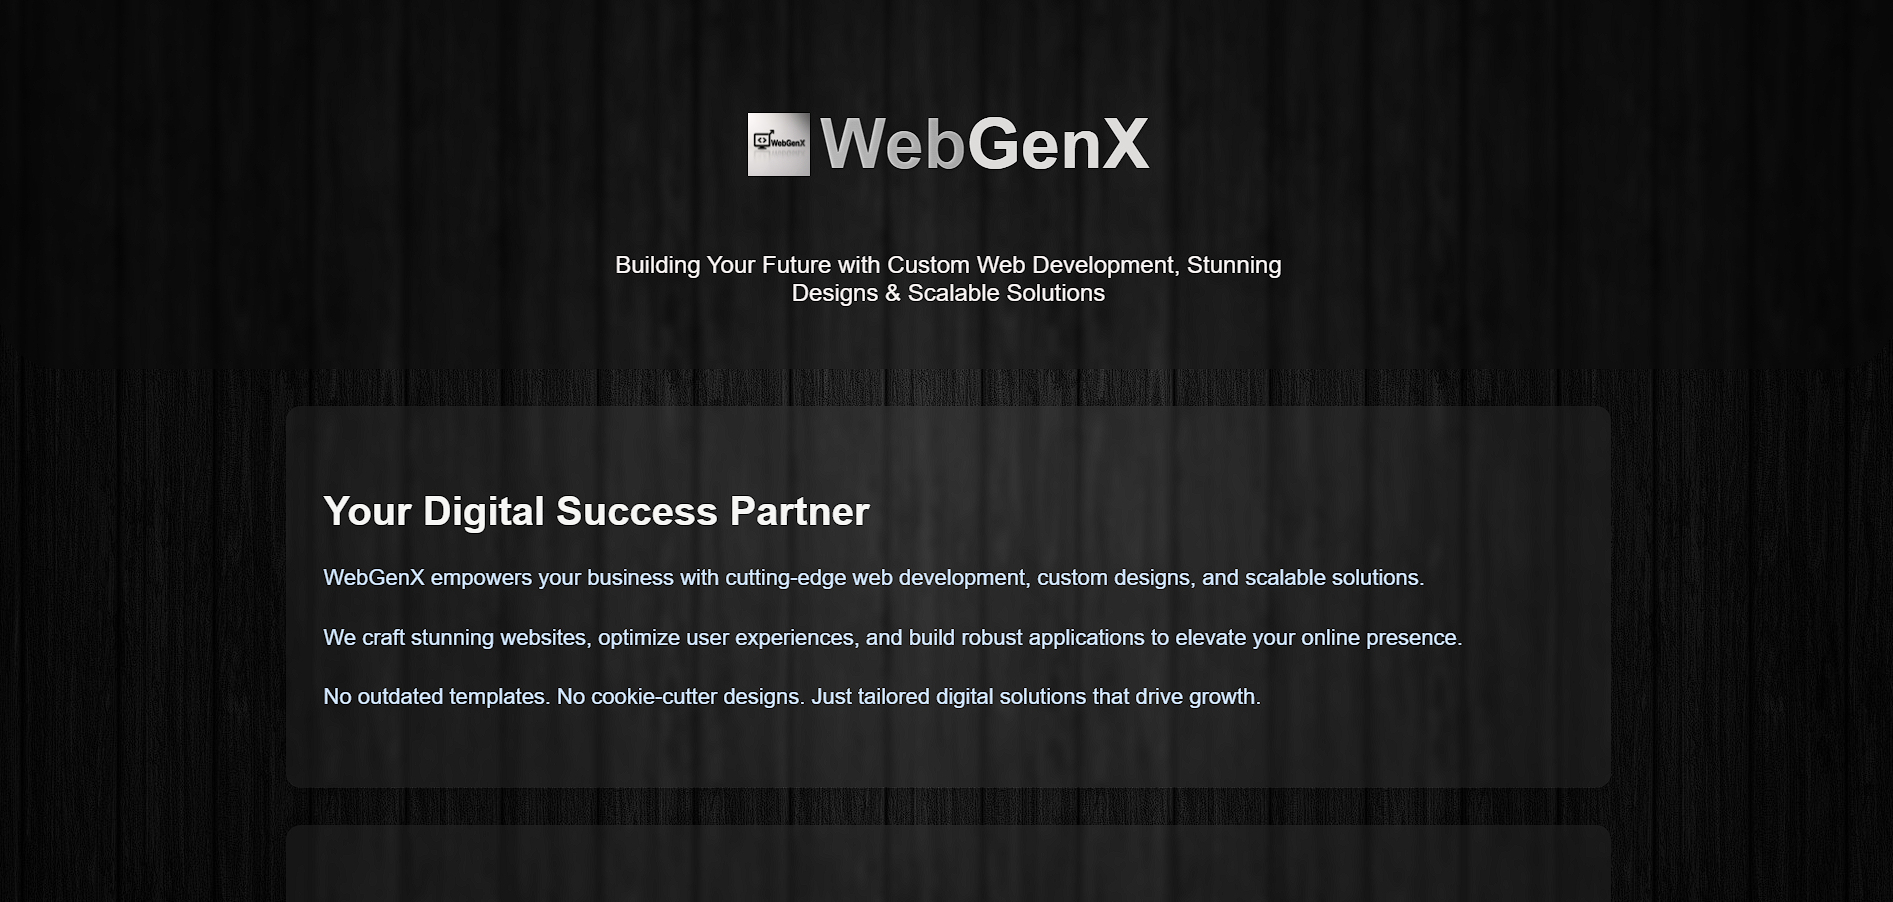 WebGenX
WebGenX
Building Your Future with Custom Web Development, Stunning
Designs & Scalable Solutions
Your Digital Success Partner
WebGenX empowers your business with cutting-edge web development, custom designs, and scalable solutions.
We craft stunning websites, optimize user experiences, and build robust applications to elevate your online presence.
No outdated templates. No cookie-cutter designs. Just tailored digital solutions that drive growth.